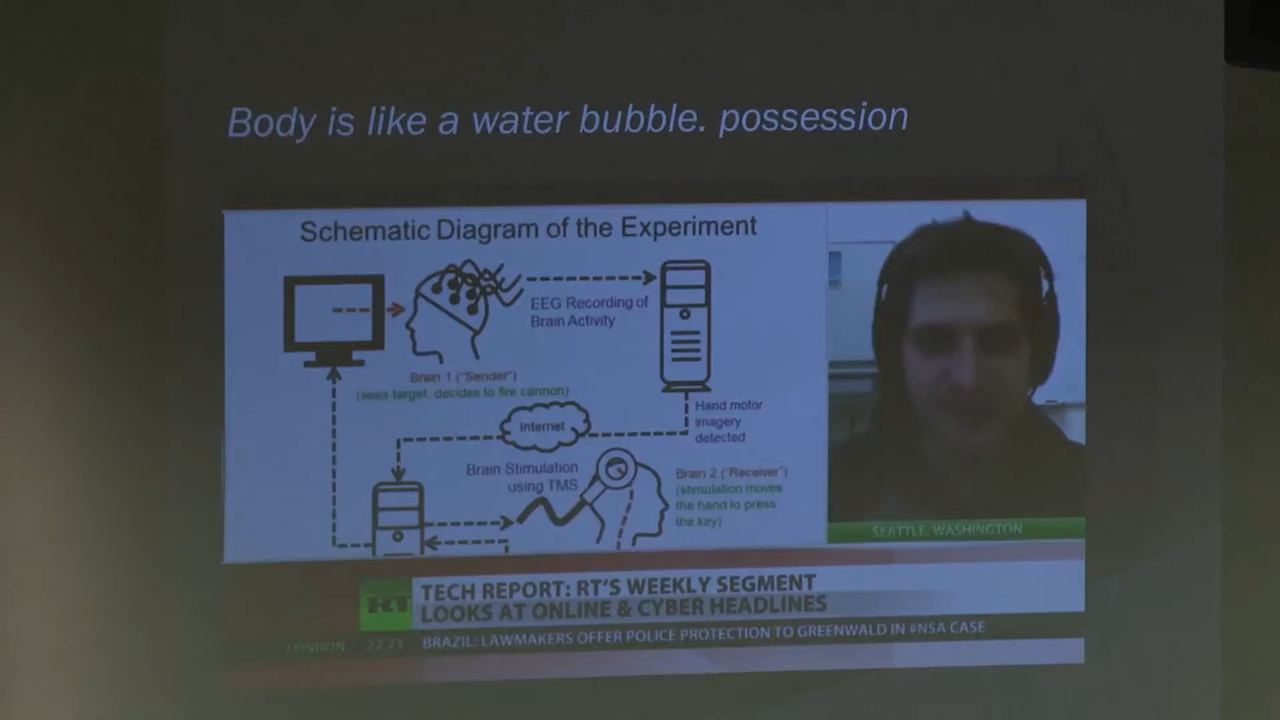 Body is like a water bubble. possession
Schematic Diagram of the Experiment
EEG Recording of
Brain Activity
Brain 1 ("Sender")
(sees target, decides to fire cannon)
Internet
Hand motor
imagery
detected
Brain Stimulation
using TMS
Brain 2 ("Receiver")
(stimulation moves
the hand to press
the key)
SEATTLE, WASHINGTON
RT
TECH REPORT: RT'S WEEKLY SEGMENT
LOOKS AT ONLINE & CYBER HEADLINES
LONDON 22:23 BRAZIL: LAWMAKERS OFFER POLICE PROTECTION TO GREENWALD IN #NSA CASE